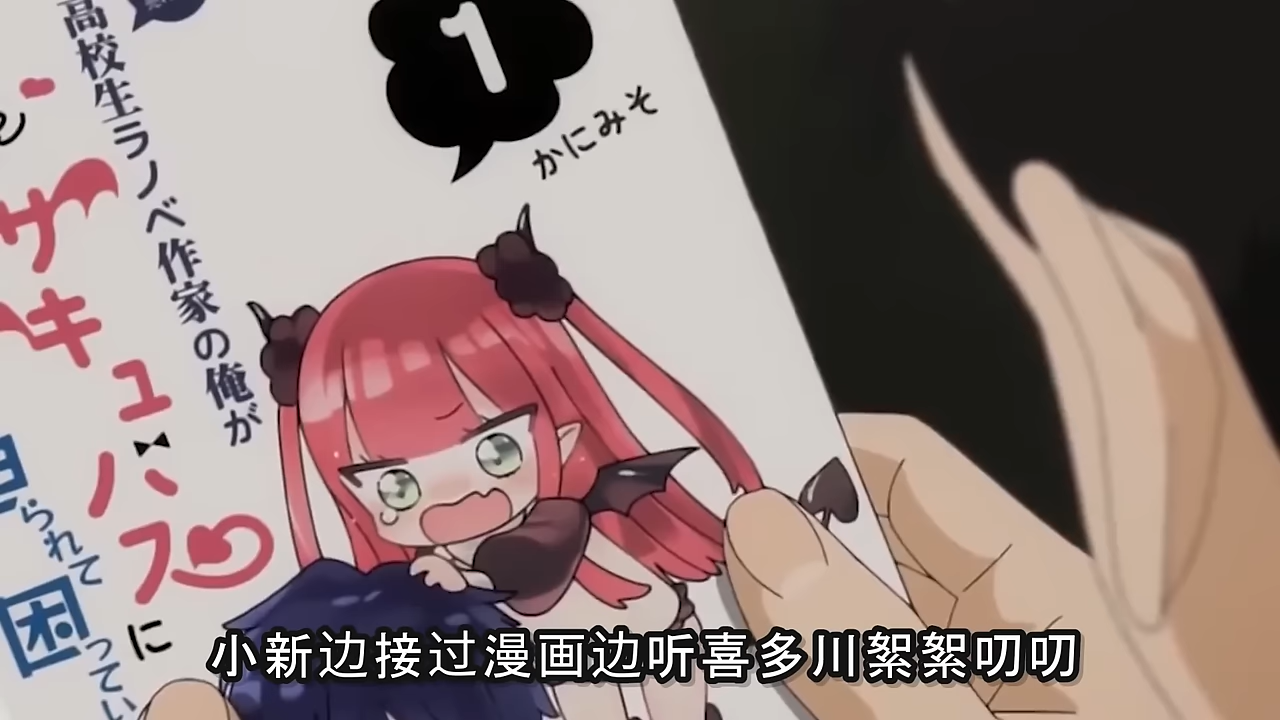 1
かにみそ
高校生ラノベ作家の俺が
サキュバス
に
られて
困ってい
小新边接过漫画边听喜多川絮絮叨叨